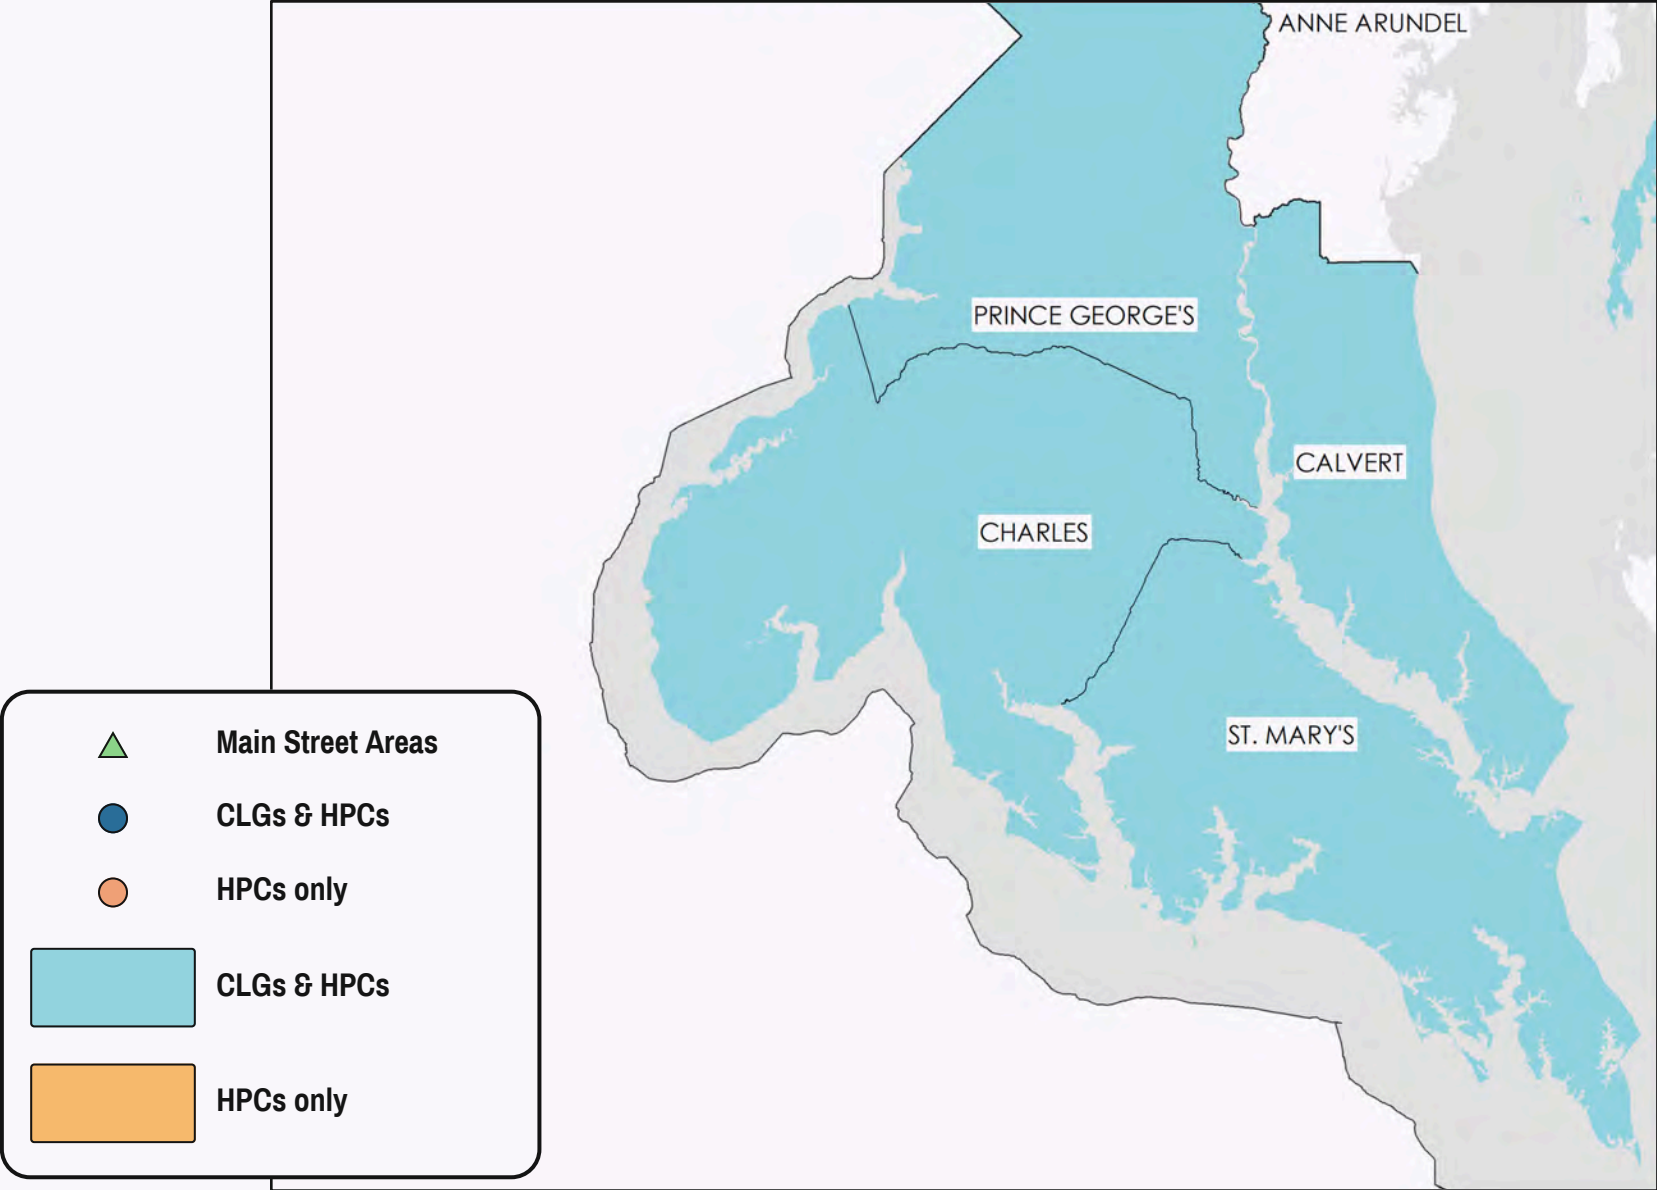 ANNE ARUNDEL
PRINCE GEORGE'S
CALVERT
CHARLES
ST. MARY'S
Main Street Areas
CLGs & HPCs
HPCs only
CLGs & HPCs
HPCs only